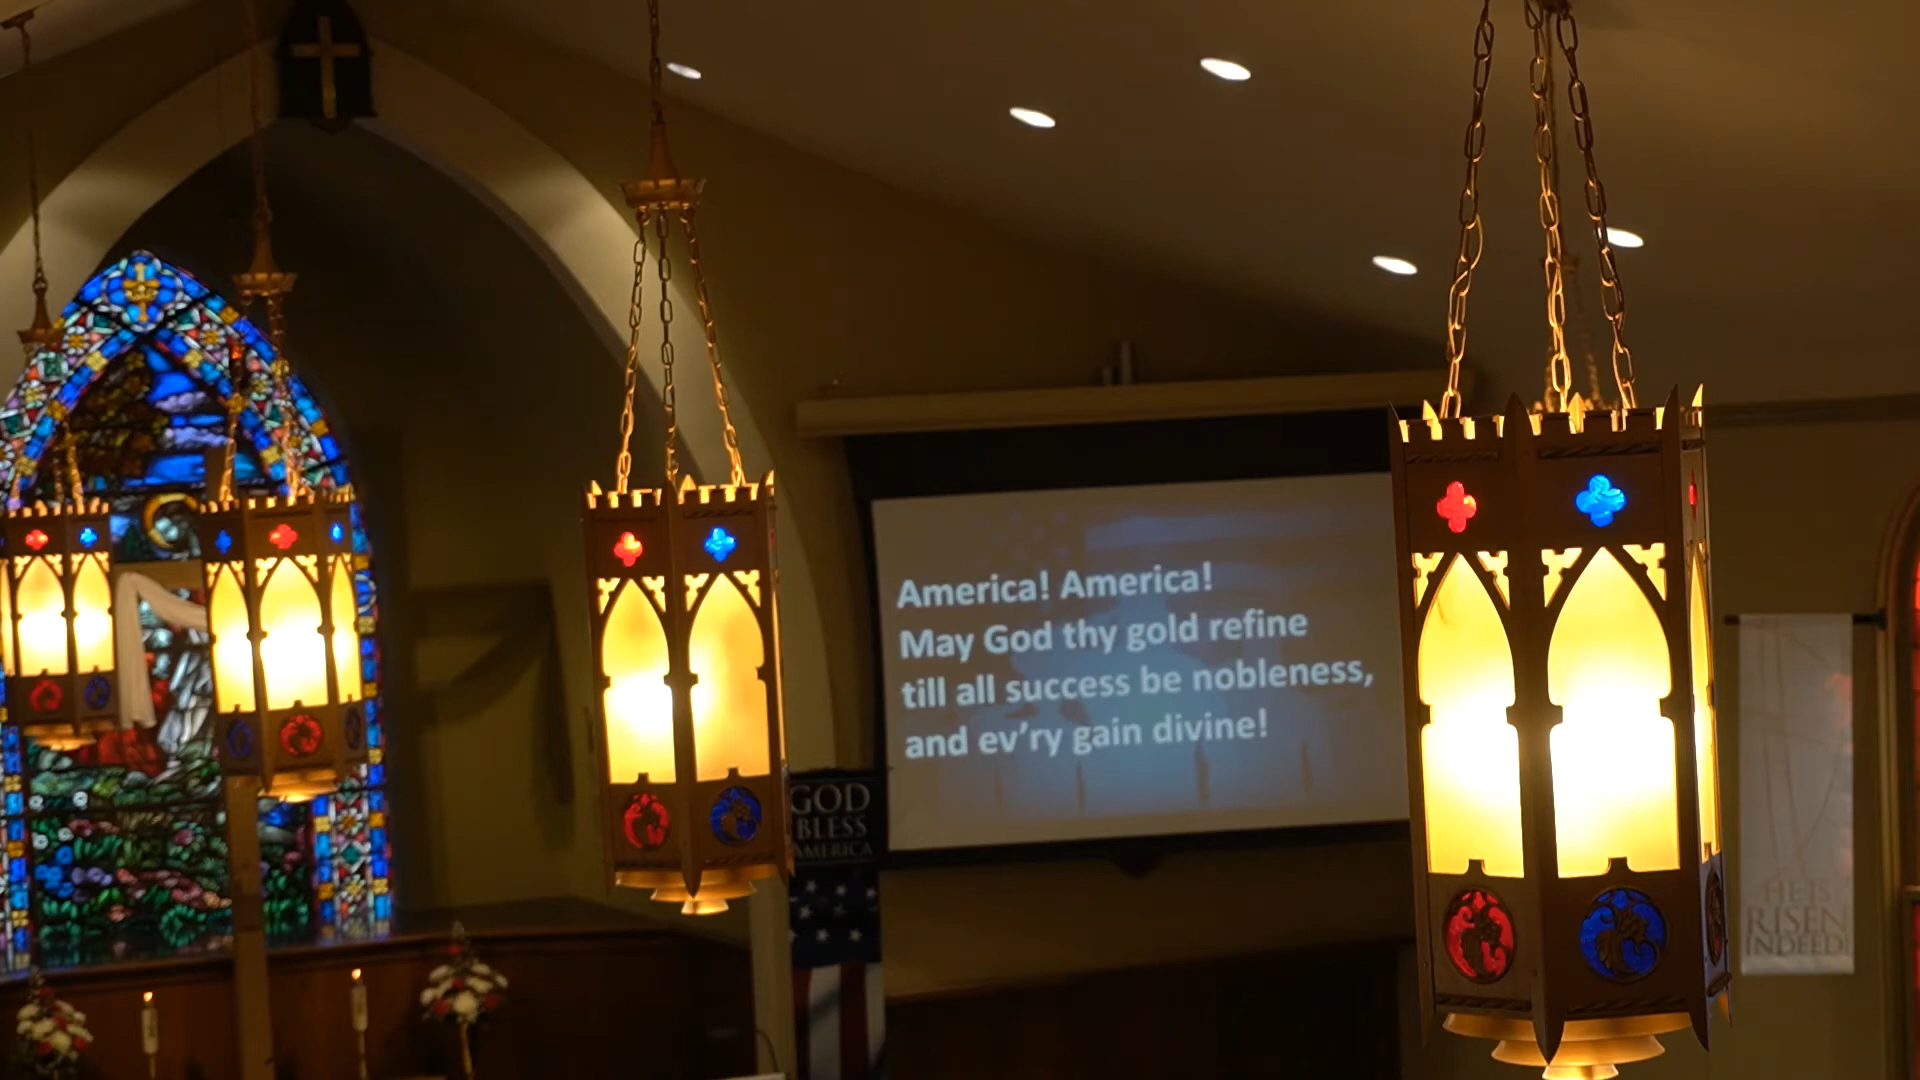 America! America!
May God thy gold refine
till all success be nobleness,
and ev’ry gain divine!
GOD
BLESS
AMERICA
HE IS
RISEN
INDEED!